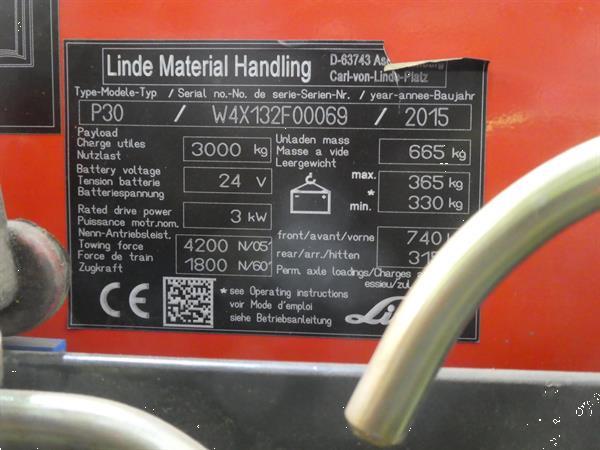 Linde Material Handling
D-63743
Carl-von-Linde-Platz
Type-Modele-Typ / Serial no.-No. de serie-Serien-Nr. / year-annee-Baujahr
P30 / W4X132F00069 / 2015
Payload
Charge utiles
Nutzlast
3000 kg
Unladen mass
Masse a vide
Leergewicht
665 kg
Battery voltage
Tension batterie
Batteriespannung
24 V
max. 365 kg
*
min. 330 kg
Rated drive power
Puissance motr.nom.
Nenn-Antriebsleist.
3 kW
front/avant/vorne 740
rear/arr./hitten
Towing force
Force de train
Zugkraft
4200 N/05'
1800 N/60'
Perm. axle loadings/Charges
essieu/
CE
* see Operating instructions
voir Mode d'emploi
siehe Betriebsanleitung